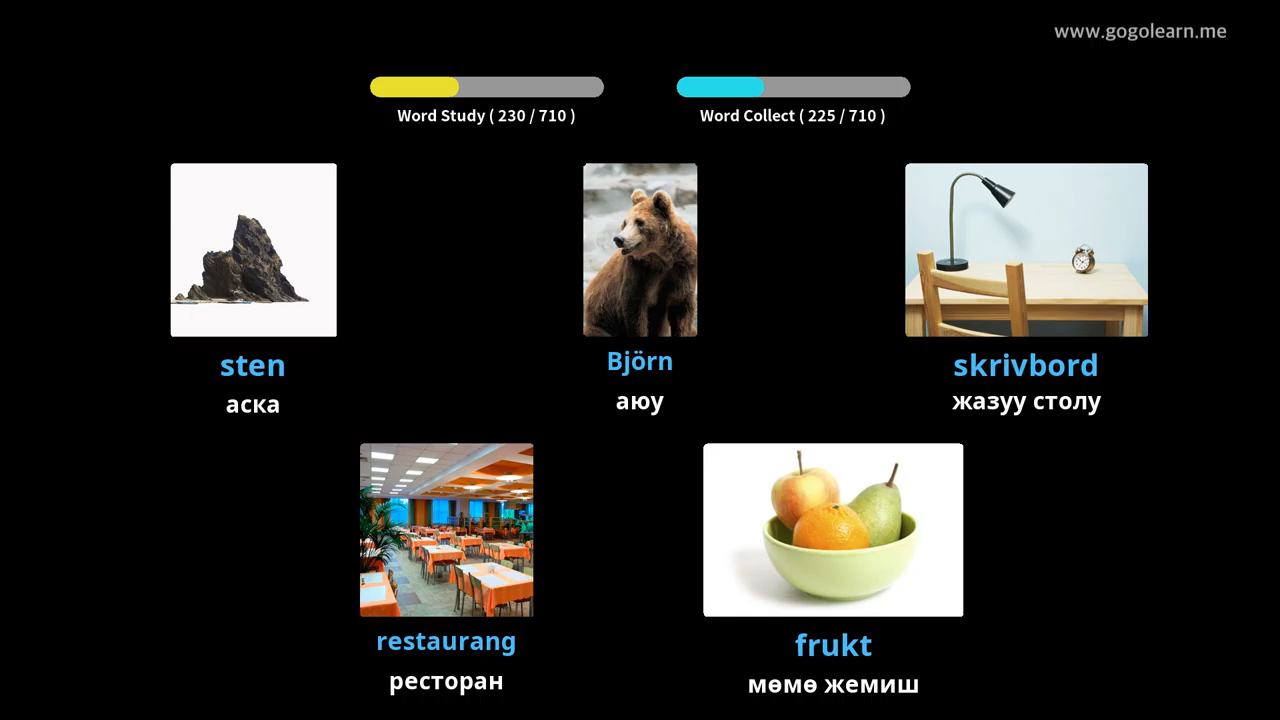 www.gogolearn.me
Word Study ( 230 / 710 )
Word Collect ( 225 / 710 )
sten
аска
Björn
аюу
skrivbord
жазуу столу
restaurang
ресторан
frukt
мөмө жемиш